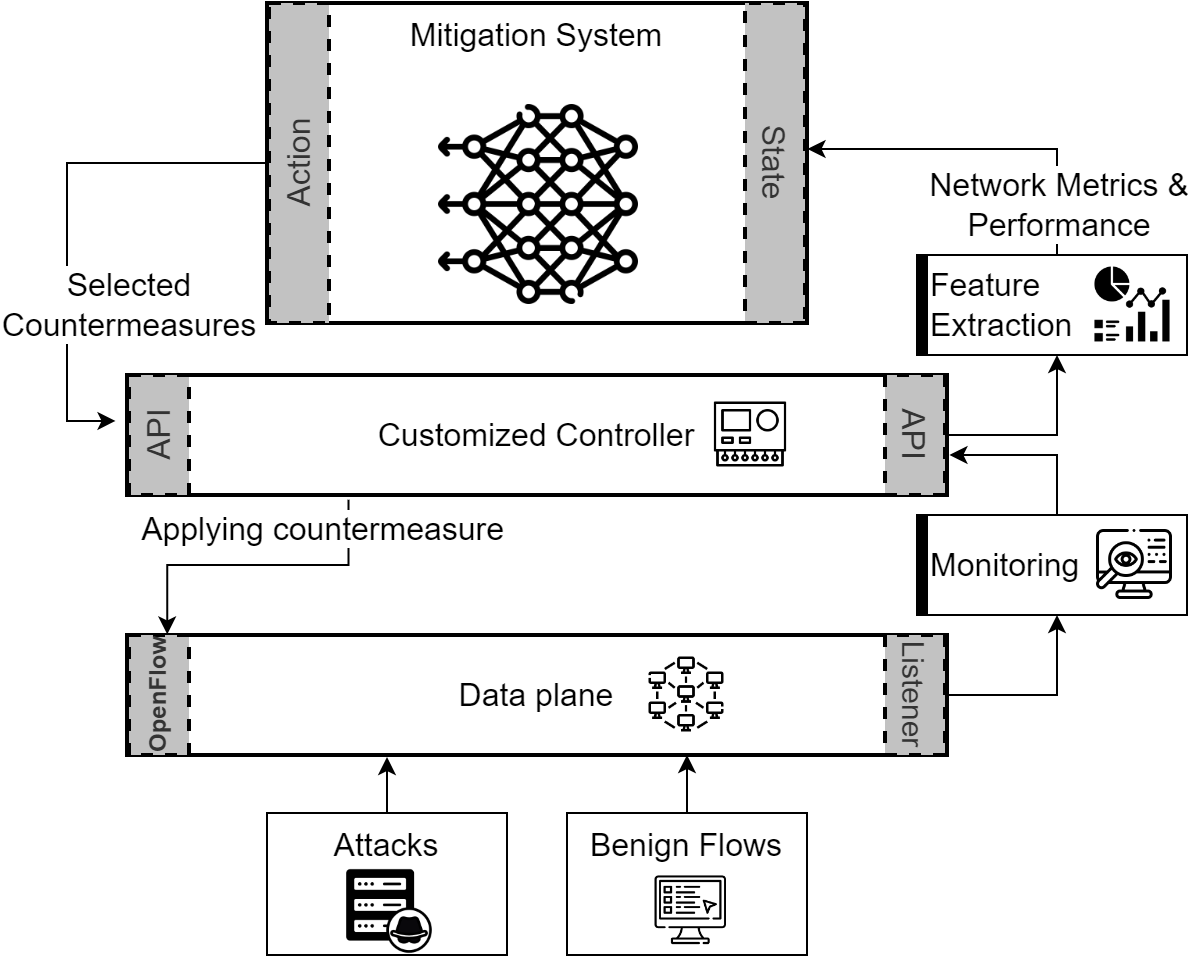 Mitigation System
Action
State
Network Metrics &
Performance
Selected
Countermeasures
Feature
Extraction
API
Customized Controller
API
Applying countermeasure
Monitoring
OpenFlow
Data plane
Listener
Attacks
Benign Flows